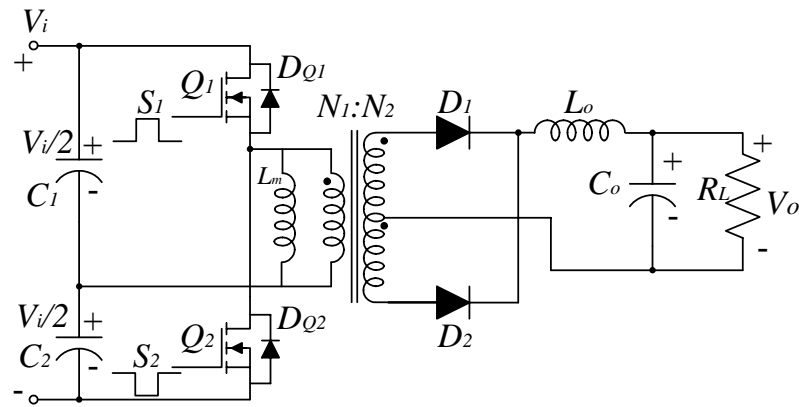 Vi
+
Q1
DQ1
S1
N1:N2
D1
Lo
Vi/2
+
-
C1
Lm
Co
+
-
RL
+
Vo
-
Vi/2
+
-
C2
S2
Q2
DQ2
D2
-